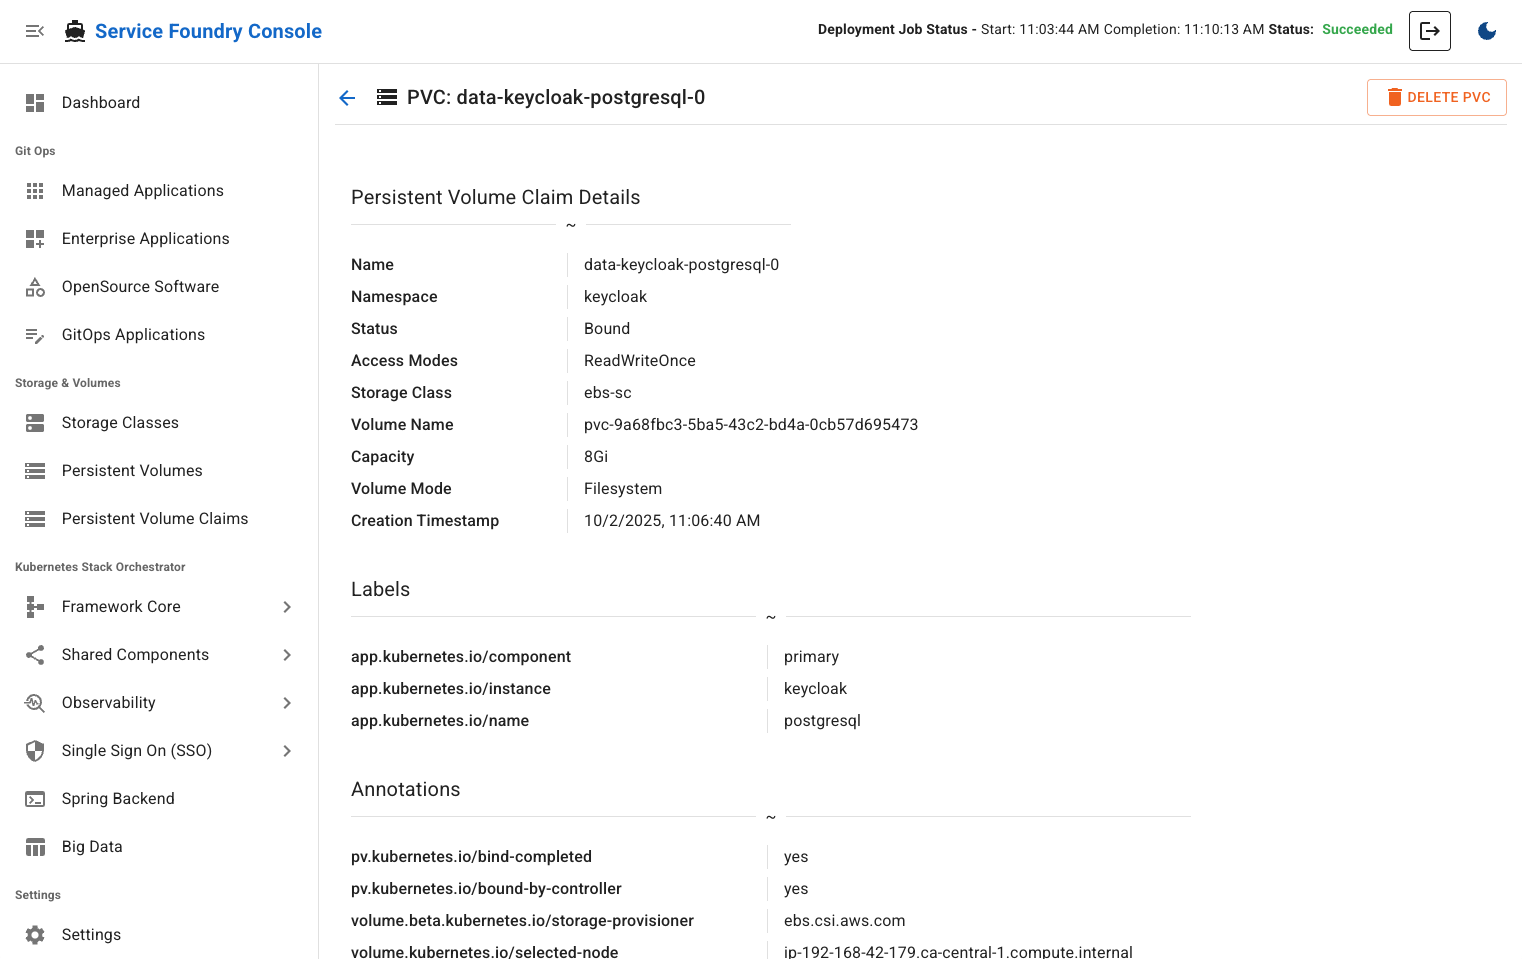 Service Foundry Console
Deployment Job Status - Start: 11:03:44 AM Completion: 11:10:13 AM Status: Succeeded
Dashboard
Git Ops
Managed Applications
Enterprise Applications
OpenSource Software
GitOps Applications
Storage & Volumes
Storage Classes
Persistent Volumes
Persistent Volume Claims
Kubernetes Stack Orchestrator
Framework Core
Shared Components
Observability
Single Sign On (SSO)
Spring Backend
Big Data
Settings
Settings
PVC: data-keycloak-postgresql-0
DELETE PVC
Persistent Volume Claim Details
~
Name data-keycloak-postgresql-0
Namespace keycloak
Status Bound
Access Modes ReadWriteOnce
Storage Class ebs-sc
Volume Name pvc-9a68fbc3-5ba5-43c2-bd4a-0cb57d695473
Capacity 8Gi
Volume Mode Filesystem
Creation Timestamp 10/2/2025, 11:06:40 AM
Labels
~
app.kubernetes.io/component primary
app.kubernetes.io/instance keycloak
app.kubernetes.io/name postgresql
Annotations
~
pv.kubernetes.io/bind-completed yes
pv.kubernetes.io/bound-by-controller yes
volume.beta.kubernetes.io/storage-provisioner ebs.csi.aws.com
volume.kubernetes.io/selected-node ip-192-168-42-179.ca-central-1.compute.internal